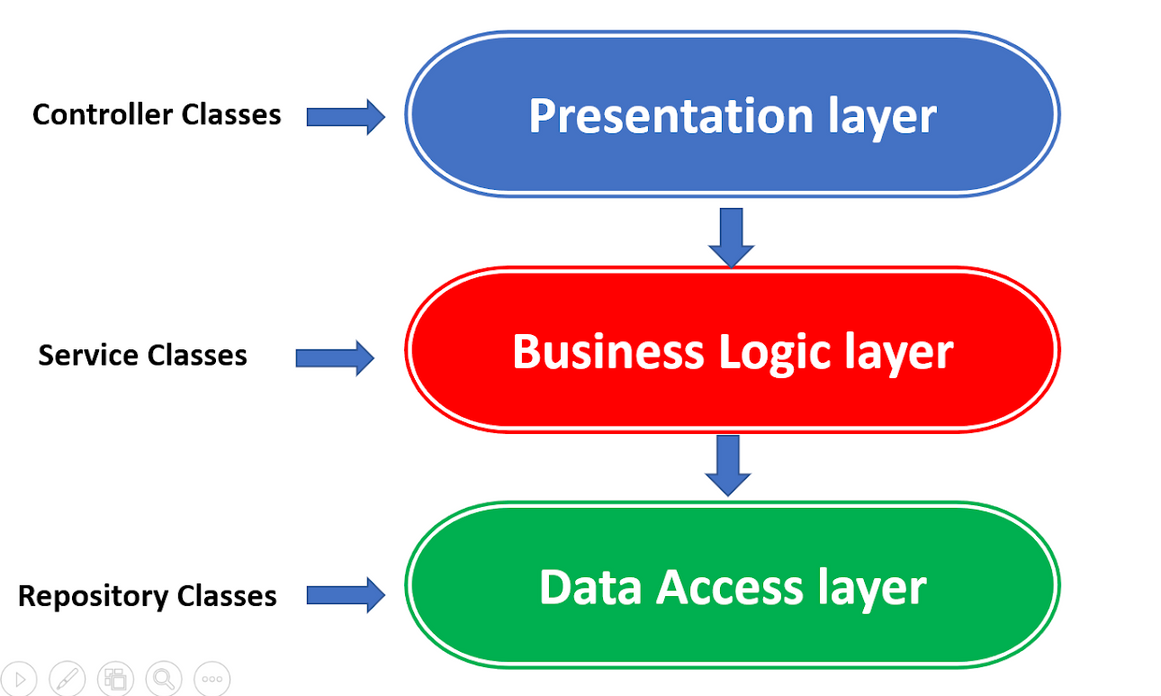 Controller Classes
Presentation layer
Service Classes
Business Logic layer
Repository Classes
Data Access layer